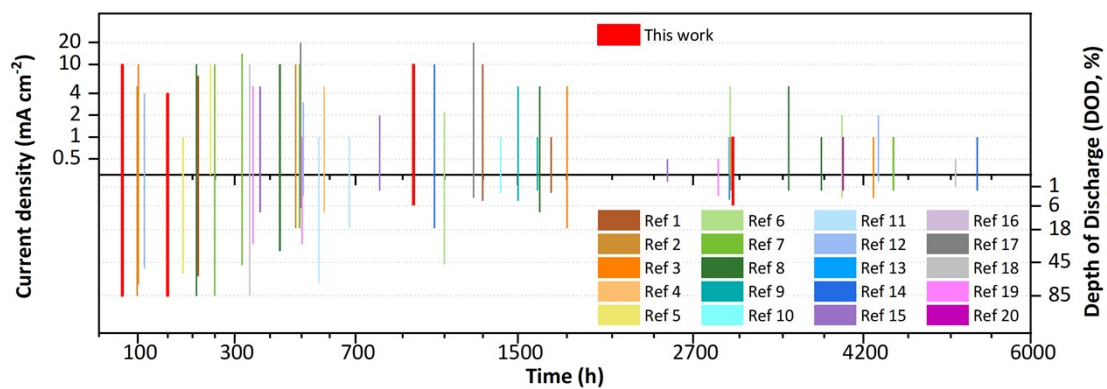 This work
Current density (mA cm⁻²)
20
10
4
2
1
0.5
Depth of Discharge (DOD, %)
1
6
18
45
85
Ref 1
Ref 6
Ref 11
Ref 16
Ref 2
Ref 7
Ref 12
Ref 17
Ref 3
Ref 8
Ref 13
Ref 18
Ref 4
Ref 9
Ref 14
Ref 19
Ref 5
Ref 10
Ref 15
Ref 20
100 300 700 1500 2700 4200 6000
Time (h)